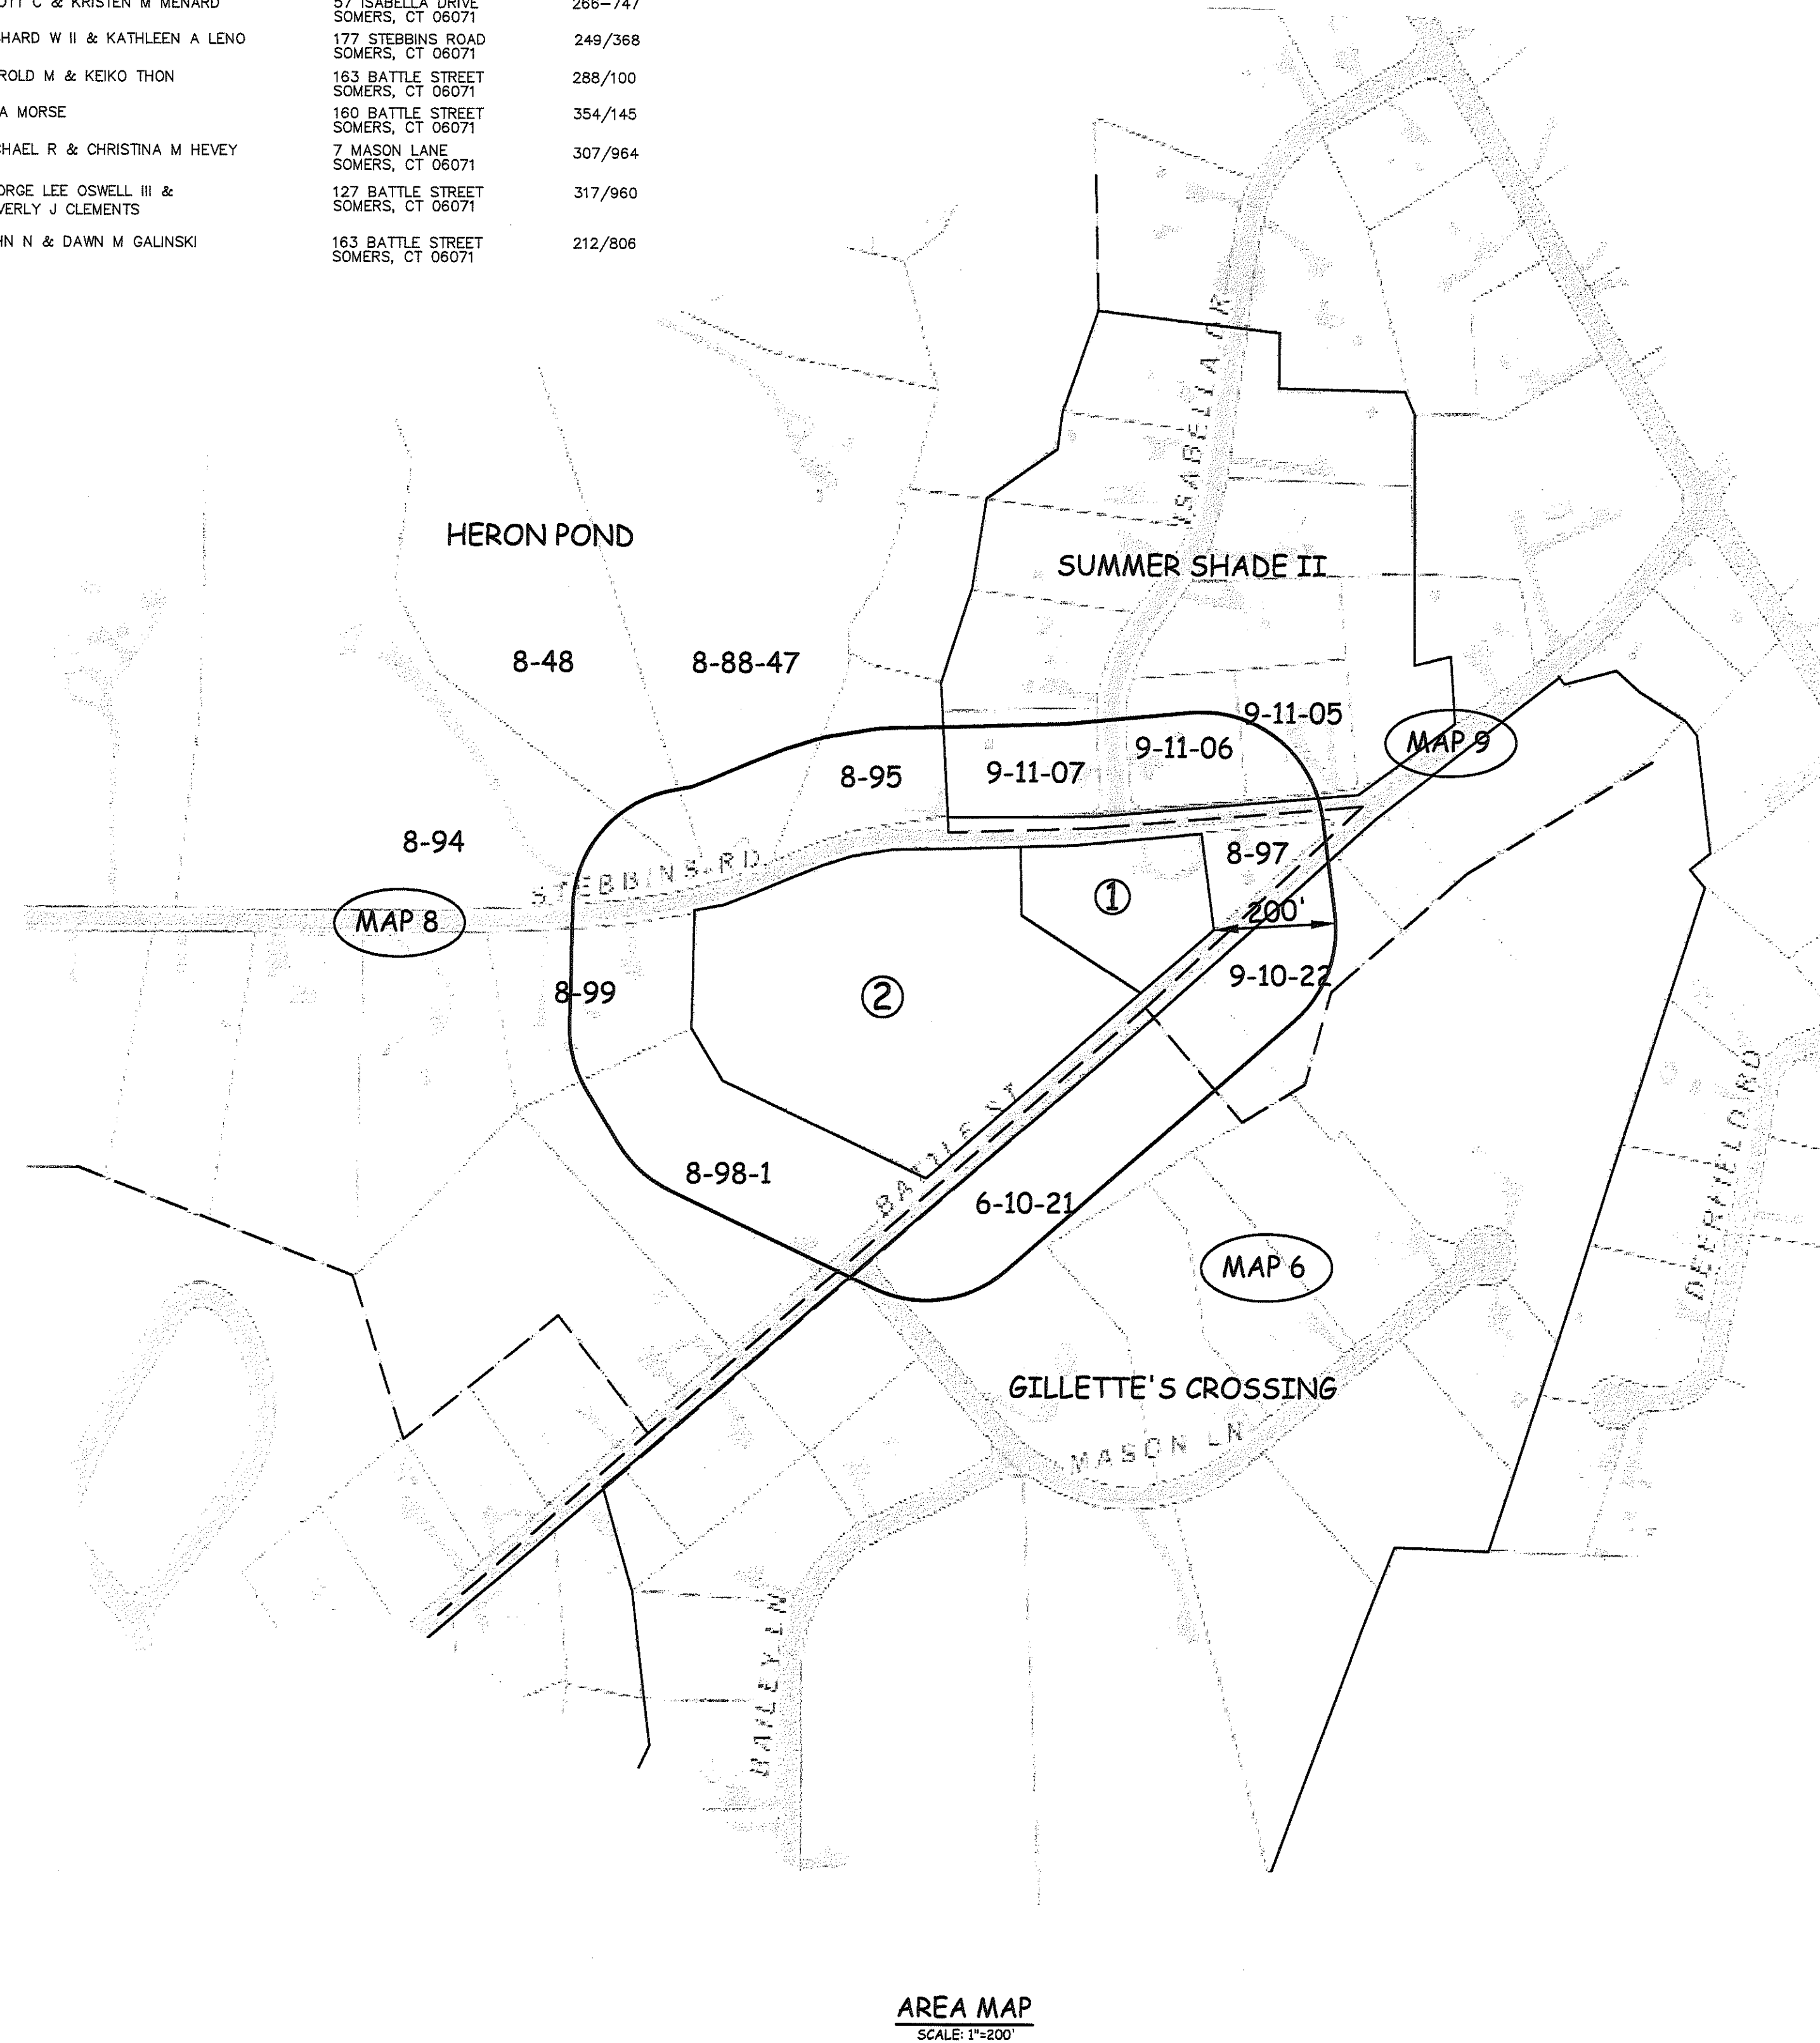 57 ISABELLA DRIVE 266-747
SOMERS, CT 06071
& KRISTEN M MENARD
W II & KATHLEEN A LENO 177 STEBBINS ROAD 249/368
SOMERS, CT 06071
M & KEIKO THON 163 BATTLE STREET 288/100
SOMERS, CT 06071
MORSE 160 BATTLE STREET 354/145
SOMERS, CT 06071
R & CHRISTINA M HEVEY 7 MASON LANE 307/964
SOMERS, CT 06071
LEE OSWELL III & 127 BATTLE STREET 317/960
J CLEMENTS SOMERS, CT 06071
N & DAWN M GALINSKI 163 BATTLE STREET 212/806
SOMERS, CT 06071
ISABELLA DR
HERON POND
SUMMER SHADE II
8-48
8-88-47
9-11-05
MAP 9
9-11-06
9-11-07
8-95
8-94
8-97
STEBBINS RD
1
200'
MAP 8
9-10-22
8-99
2
BATTLE ST
DEERFIELD RD
8-98-1
6-10-21
MAP 6
GILLETTE'S CROSSING
MASON LN
BAILEY LN
AREA MAP
SCALE: 1"=200'